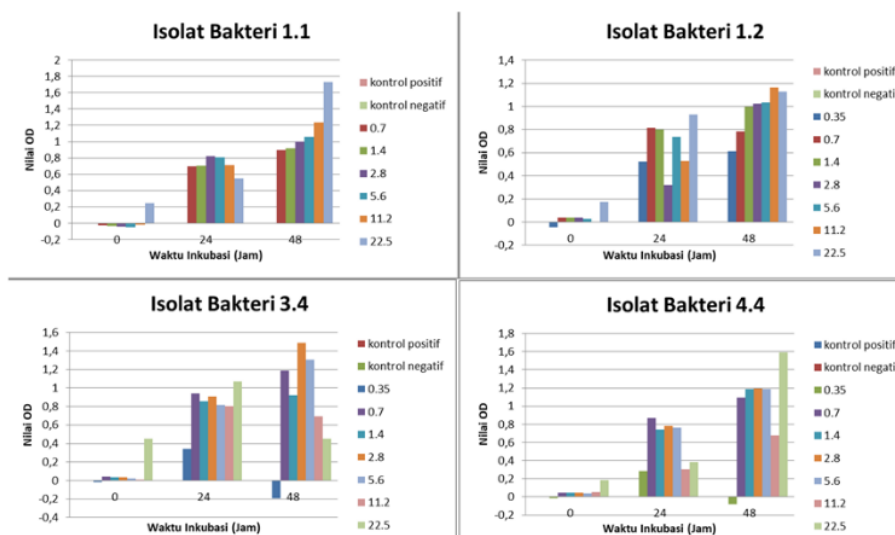 Isolat Bakteri 1.1
2
1,8
1,6
1,4
1,2
1
0,8
0,6
0,4
0,2
0
-0,2
Nilai OD
0 24 48
Waktu Inkubasi (Jam)
kontrol positif
kontrol negatif
0.7
1.4
2.8
5.6
11.2
22.5
Isolat Bakteri 1.2
1,4
1,2
1
0,8
0,6
0,4
0,2
0
-0,2
Nilai OD
0 24 48
Waktu Inkubasi (Jam)
kontrol positif
kontrol negatif
0.35
0.7
1.4
2.8
5.6
11.2
22.5
Isolat Bakteri 3.4
1,6
1,4
1,2
1
0,8
0,6
0,4
0,2
0
-0,2
-0,4
Nilai OD
0 24 48
Waktu Inkubasi (Jam)
kontrol positif
kontrol negatif
0.35
0.7
1.4
2.8
5.6
11.2
22.5
Isolat Bakteri 4.4
1,8
1,6
1,4
1,2
1
0,8
0,6
0,4
0,2
0
-0,2
Nilai OD
0 24 48
Waktu Inkubasi (Jam)
kontrol positif
kontrol negatif
0.35
0.7
1.4
2.8
5.6
11.2
22.5